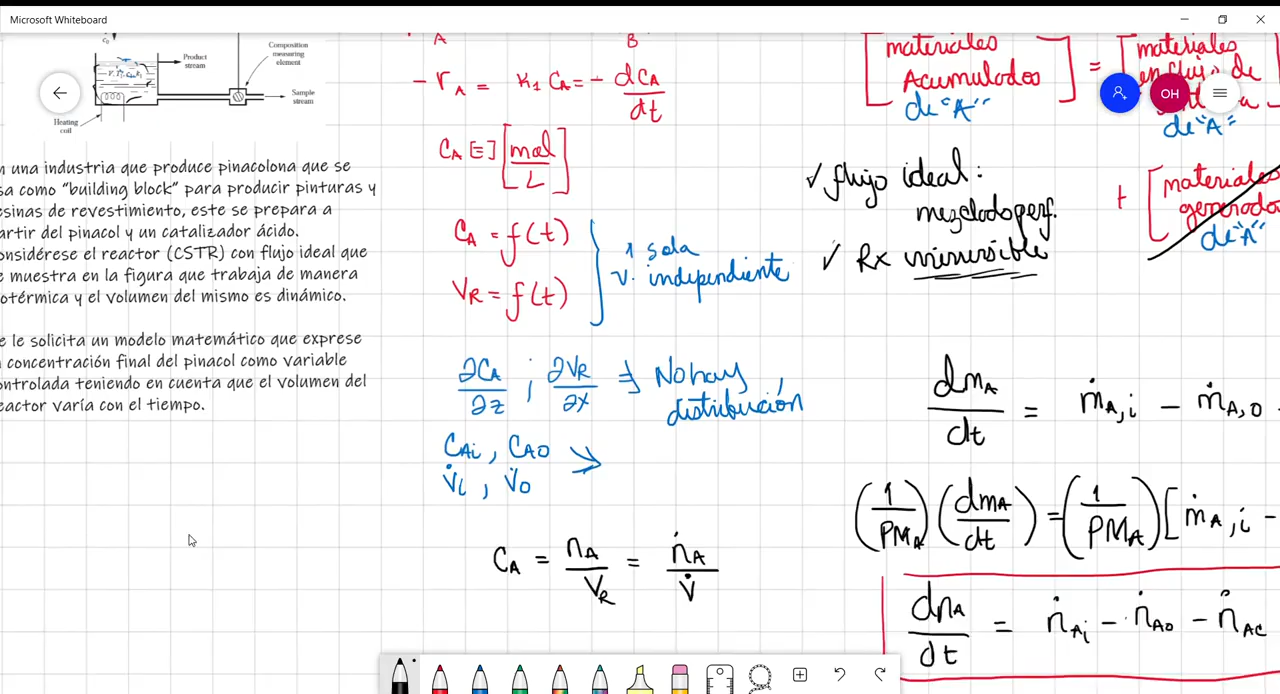 Microsoft Whiteboard
c₀
Product
stream
Composition
measuring
element
Sample
stream
Heating
coil
n una industria que produce pinacolona que se
sa como “building block” para producir pinturas y
esinas de revestimiento, este se prepara a
artir del pinacol y un catalizador ácido.
onsidérese el reactor (CSTR) con flujo ideal que
e muestra en la figura que trabaja de manera
otérmica y el volumen del mismo es dinámico.
e le solicita un modelo matemático que exprese
a concentración final del pinacol como variable
ontrolada teniendo en cuenta que el volumen del
eactor varía con el tiempo.
A B
- r_A = K₁ C_A = - dC_A/dt
C_A [=] [mol/L]
C_A = f(t)
V_R = f(t)
1 sola
v. independiente
∂C_A/∂z ; ∂V_R/∂x ∄ No hay
distribución
C_Ai , C_AO
V̇_i , V̇_O
C_A = n_A/V_R = ṅ_A/V̇
[materiales
Acumulados]
de "A"
=
[materiales
de
de "A"
✓ flujo ideal :
mezclado perf.
✓ Rx irreversible
+ [materiales
generados
de "A"
dm_A/dt = ṁ_A,i - ṁ_A,o -
(1/PM_A) (dm_A/dt) = (1/PM_A) [ṁ_A,i -
dn_A/dt = ṅ_Ai - ṅ_AO - ṅ_AC
OH